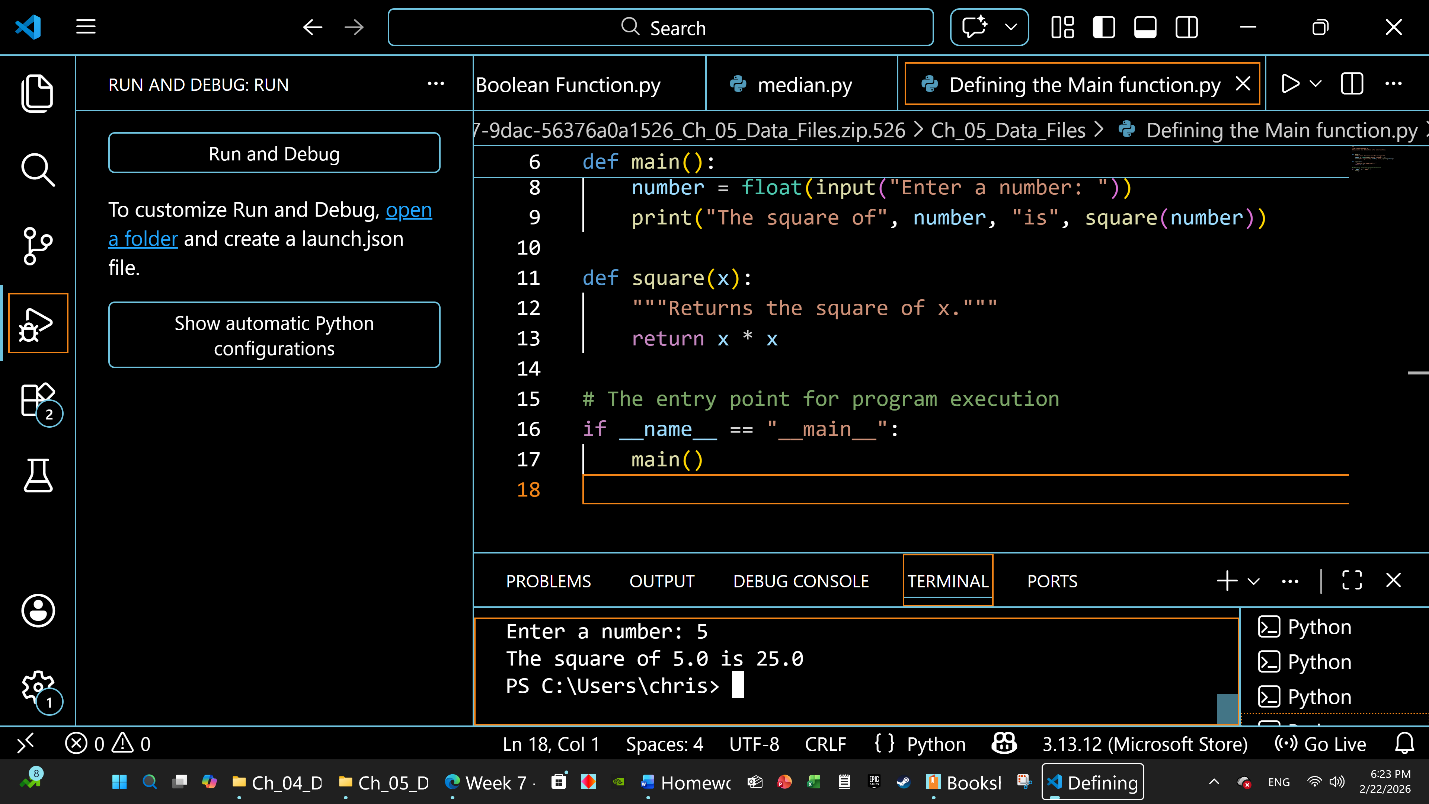 Search
RUN AND DEBUG: RUN
Run and Debug
To customize Run and Debug, open
a folder and create a launch.json
file.
Show automatic Python
configurations
2
1
Boolean Function.py
median.py
Defining the Main function.py
7-9dac-56376a0a1526_Ch_05_Data_Files.zip.526 > Ch_05_Data_Files > Defining the Main function.py >
6 def main():
8 number = float(input("Enter a number: "))
9 print("The square of", number, "is", square(number))
10
11 def square(x):
12 """Returns the square of x."""
13 return x * x
14
15 # The entry point for program execution
16 if __name__ == "__main__":
17 main()
18
PROBLEMS
OUTPUT
DEBUG CONSOLE
TERMINAL
PORTS
Enter a number: 5
The square of 5.0 is 25.0
PS C:\Users\chris>
Python
Python
Python
0 0
Ln 18, Col 1
Spaces: 4
UTF-8
CRLF
{ } Python
3.13.12 (Microsoft Store)
Go Live
8
Ch_04_D
Ch_05_D
Week 7 -
Homewo
EPIC
Booksl
Defining
ENG
6:23 PM
2/22/2026